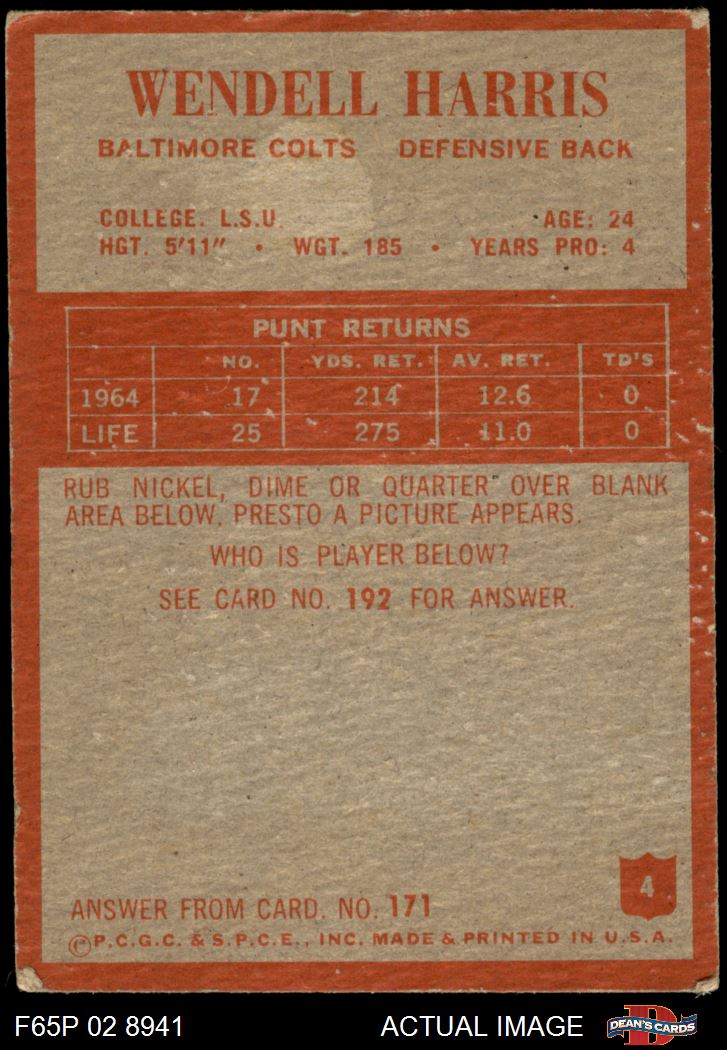 WENDELL HARRIS
BALTIMORE COLTS DEFENSIVE BACK
COLLEGE. L.S.U. AGE: 24
HGT. 5'11" • WGT. 185 • YEARS PRO: 4
PUNT RETURNS
NO. YDS. RET. AV. RET. TD'S
1964 17 214 12.6 0
LIFE 25 275 11.0 0
RUB NICKEL, DIME OR QUARTER OVER BLANK
AREA BELOW. PRESTO A PICTURE APPEARS.
WHO IS PLAYER BELOW?
SEE CARD NO. 192 FOR ANSWER.
4
ANSWER FROM CARD. NO. 171
©P.C.G.C. & S.P.C.E., INC. MADE & PRINTED IN U.S.A.
F65P 02 8941 ACTUAL IMAGE D DEAN'S CARDS